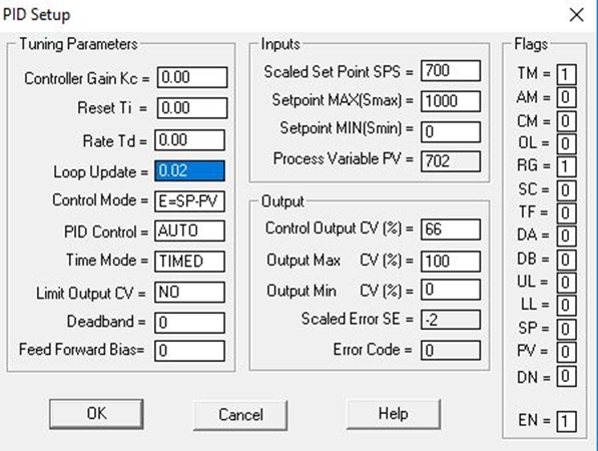 PID Setup
Tuning Parameters
Controller Gain Kc = 0.00
Reset Ti = 0.00
Rate Td = 0.00
Loop Update = 0.02
Control Mode = E=SP-PV
PID Control = AUTO
Time Mode = TIMED
Limit Output CV = NO
Deadband = 0
Feed Forward Bias= 0
Inputs
Scaled Set Point SPS = 700
Setpoint MAX(Smax) = 1000
Setpoint MIN(Smin) = 0
Process Variable PV = 702
Output
Control Output CV (%) = 66
Output Max CV (%) = 100
Output Min CV (%) = 0
Scaled Error SE = -2
Error Code = 0
Flags
TM = 1
AM = 0
CM = 0
OL = 0
RG = 1
SC = 0
TF = 0
DA = 0
DB = 0
UL = 0
LL = 0
SP = 0
PV = 0
DN = 0
EN = 1
OK
Cancel
Help